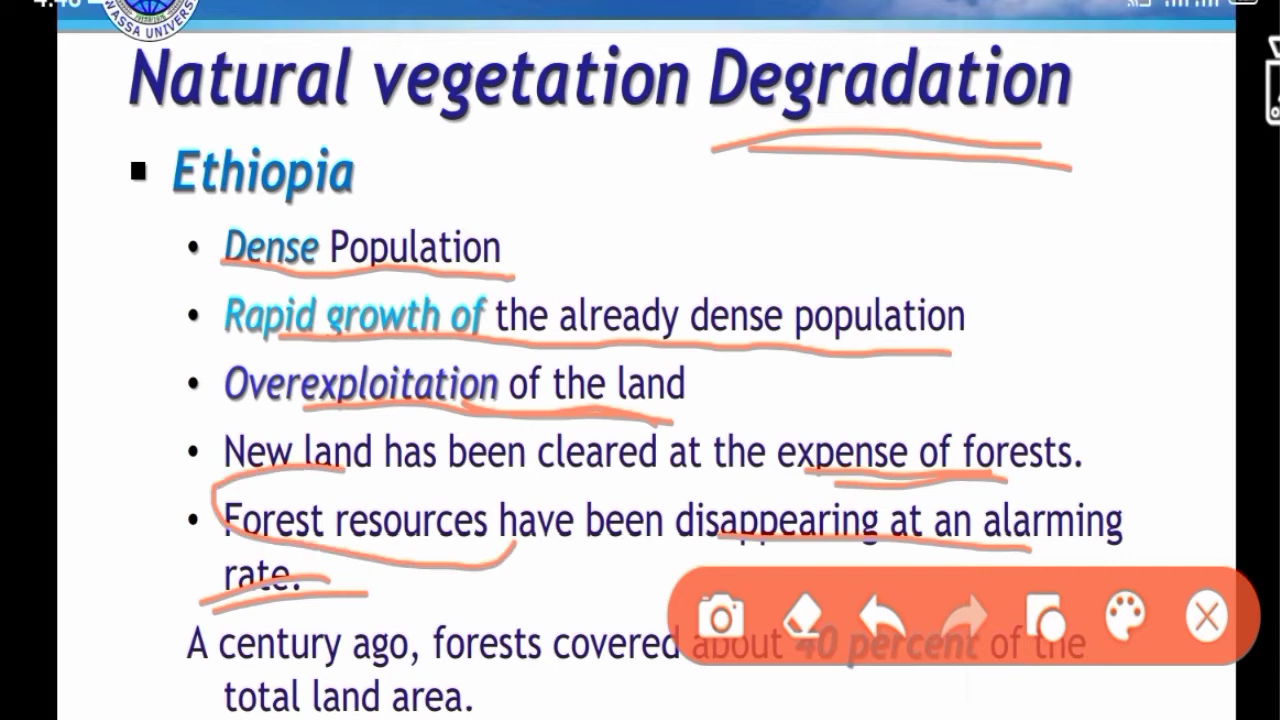 WASSA UNIVERS
Natural vegetation Degradation
▪ Ethiopia
• Dense Population
• Rapid growth of the already dense population
• Overexploitation of the land
• New land has been cleared at the expense of forests.
• Forest resources have been disappearing at an alarming
rate.
A century ago, forests covered about 40 percent of the
total land area.